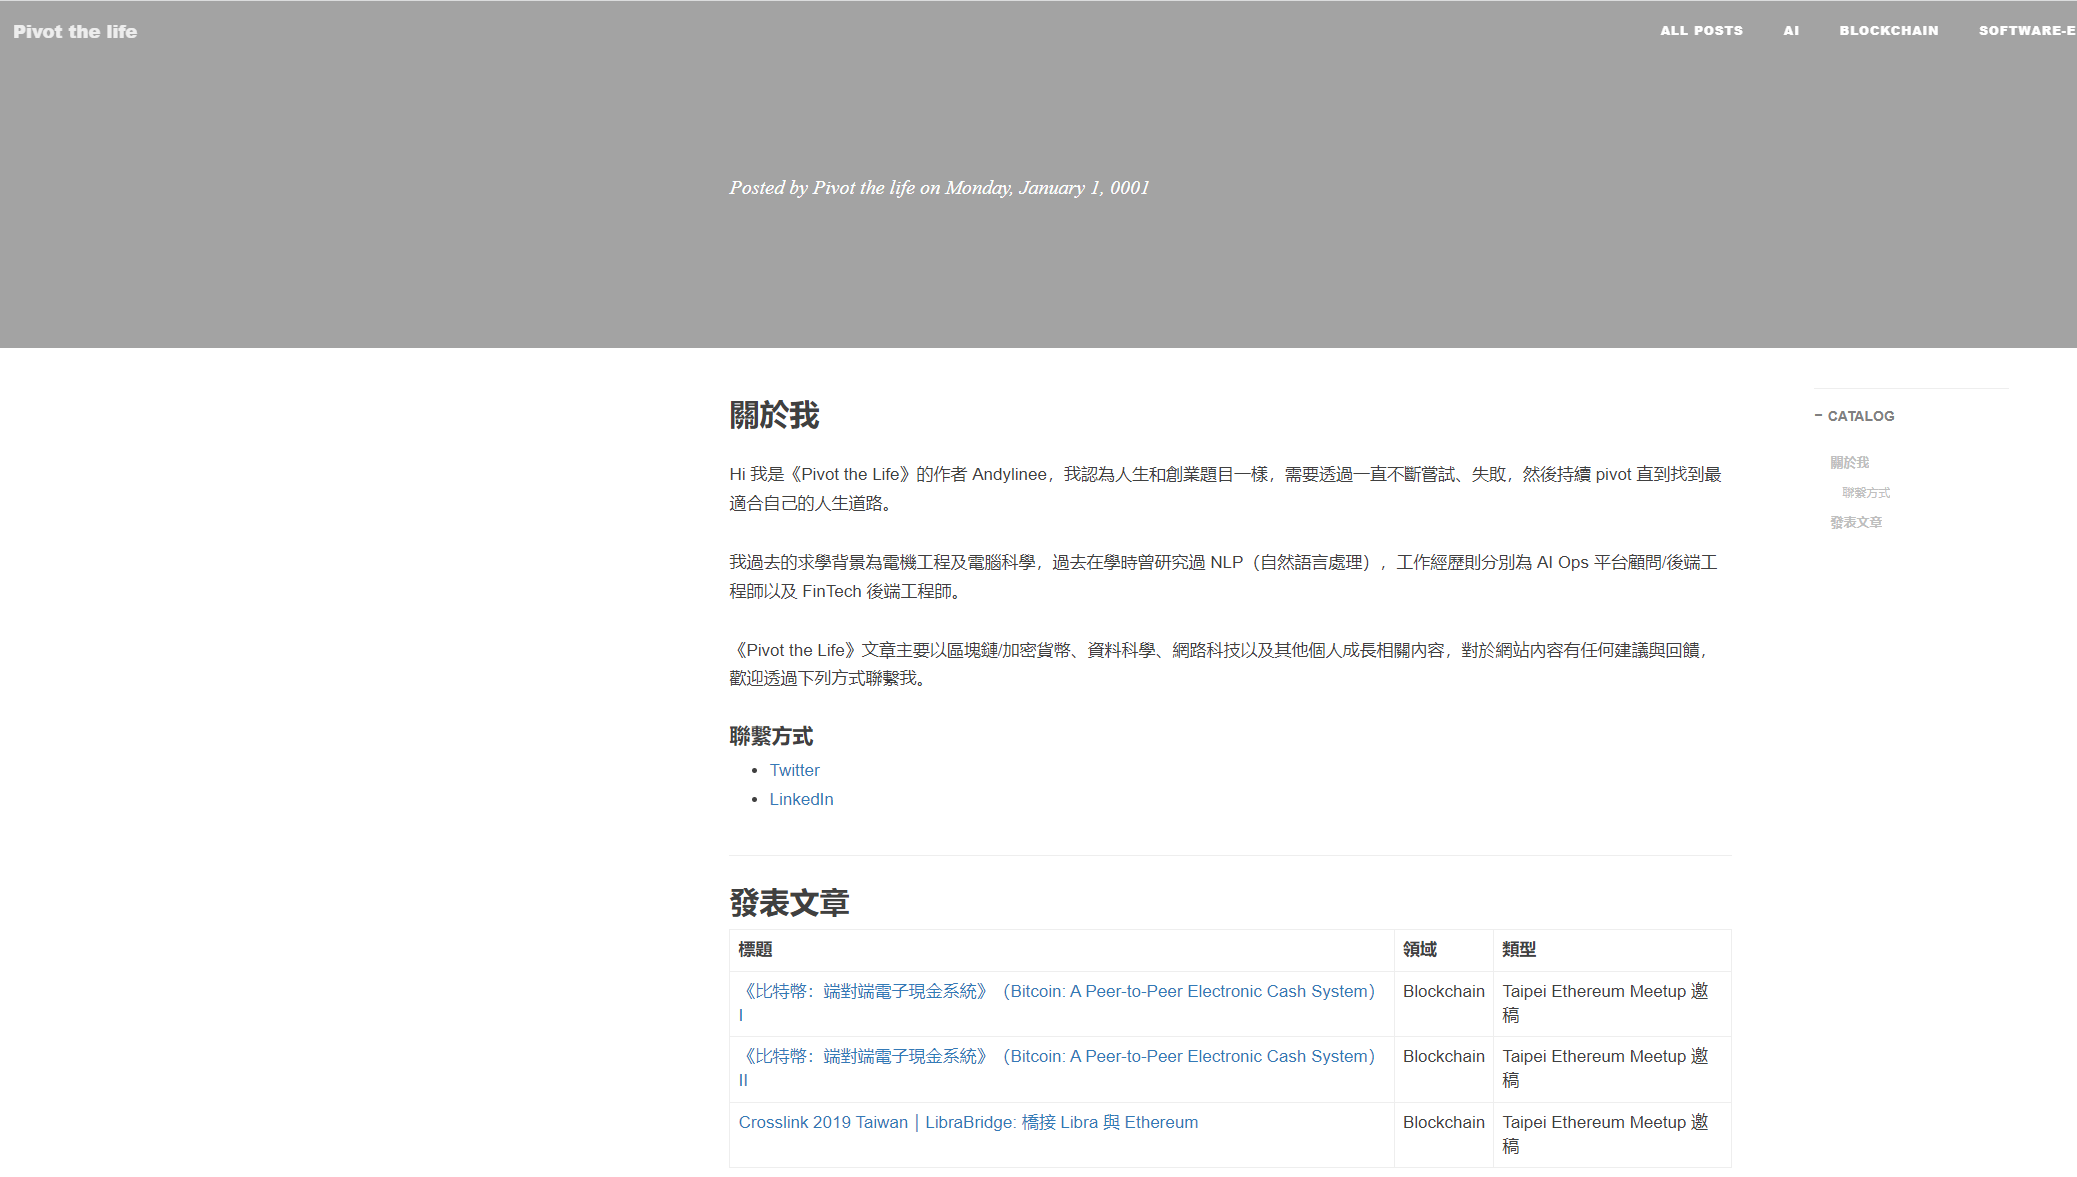 Pivot the life
ALL POSTS AI BLOCKCHAIN SOFTWARE-E
Posted by Pivot the life on Monday, January 1, 0001
關於我
Hi 我是《Pivot the Life》的作者 Andylinee，我認為人生和創業題目一樣，需要透過一直不斷嘗試、失敗，然後持續 pivot 直到找到最
適合自己的人生道路。
我過去的求學背景為電機工程及電腦科學，過去在學時曾研究過 NLP（自然語言處理），工作經歷則分別為 AI Ops 平台顧問/後端工
程師以及 FinTech 後端工程師。
《Pivot the Life》文章主要以區塊鏈/加密貨幣、資料科學、網路科技以及其他個人成長相關內容，對於網站內容有任何建議與回饋，
歡迎透過下列方式聯繫我。
聯繫方式
• Twitter
• LinkedIn
發表文章
標題 領域 類型
《比特幣：端對端電子現金系統》（Bitcoin: A Peer-to-Peer Electronic Cash System） Blockchain Taipei Ethereum Meetup 邀
I 稿
《比特幣：端對端電子現金系統》（Bitcoin: A Peer-to-Peer Electronic Cash System） Blockchain Taipei Ethereum Meetup 邀
II 稿
Crosslink 2019 Taiwan｜LibraBridge: 橋接 Libra 與 Ethereum Blockchain Taipei Ethereum Meetup 邀
稿
− CATALOG
關於我
聯繫方式
發表文章